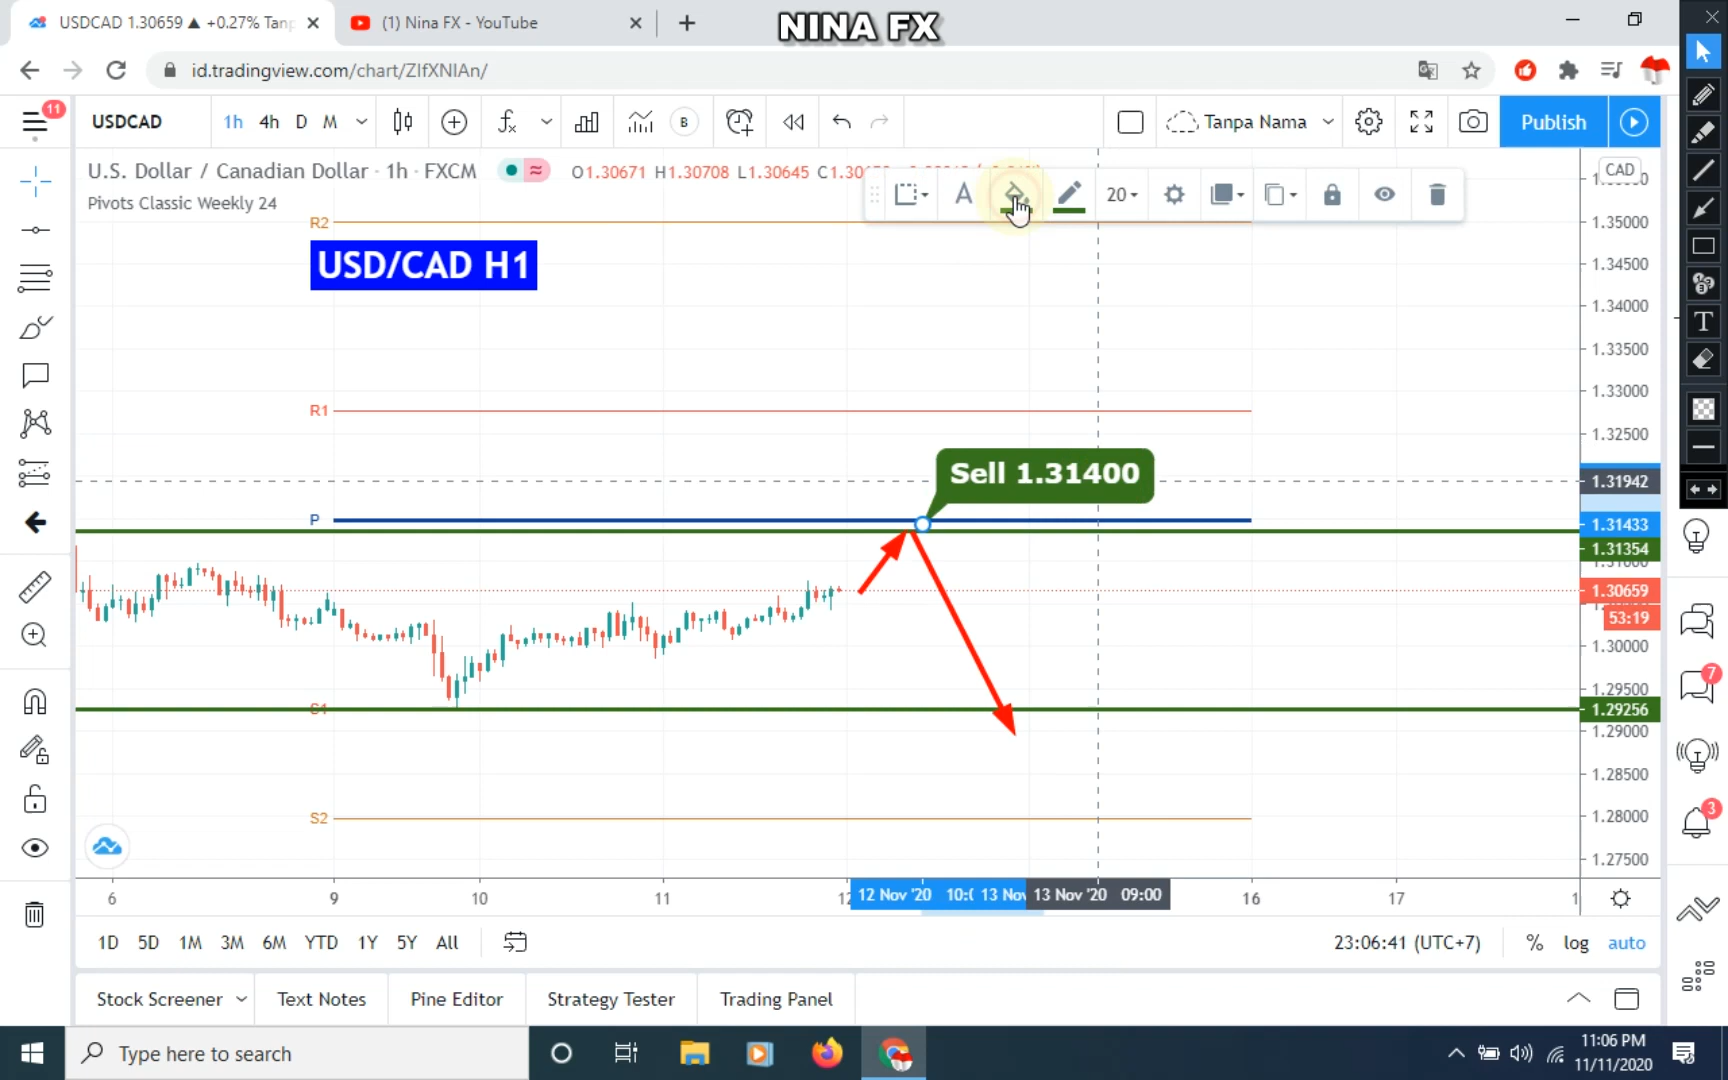 USDCAD 1.30659 ▲ +0.27% Tanp
(1) Nina FX - YouTube
NINA FX
id.tradingview.com/chart/ZIfXNIAn/
11
USDCAD
1h 4h D M
B
Tanpa Nama
Publish
U.S. Dollar / Canadian Dollar · 1h · FXCM
O1.30671 H1.30708 L1.30645
Pivots Classic Weekly 24
A
20
CAD
R2
USD/CAD H1
R1
Sell 1.31400
P
S1
S2
1.35000
1.34500
1.34000
1.33500
1.33000
1.32500
1.31942
1.31433
1.31354
1.30659
53:19
1.30000
1.29500
1.29256
1.29000
1.28500
1.28000
1.27500
T
7
3
6 9 10 11 12 Nov '20 13 Nov '20 09:00 16 17
1D 5D 1M 3M 6M YTD 1Y 5Y All
23:06:41 (UTC+7) % log auto
Stock Screener Text Notes Pine Editor Strategy Tester Trading Panel
Type here to search
11:06 PM
11/11/2020